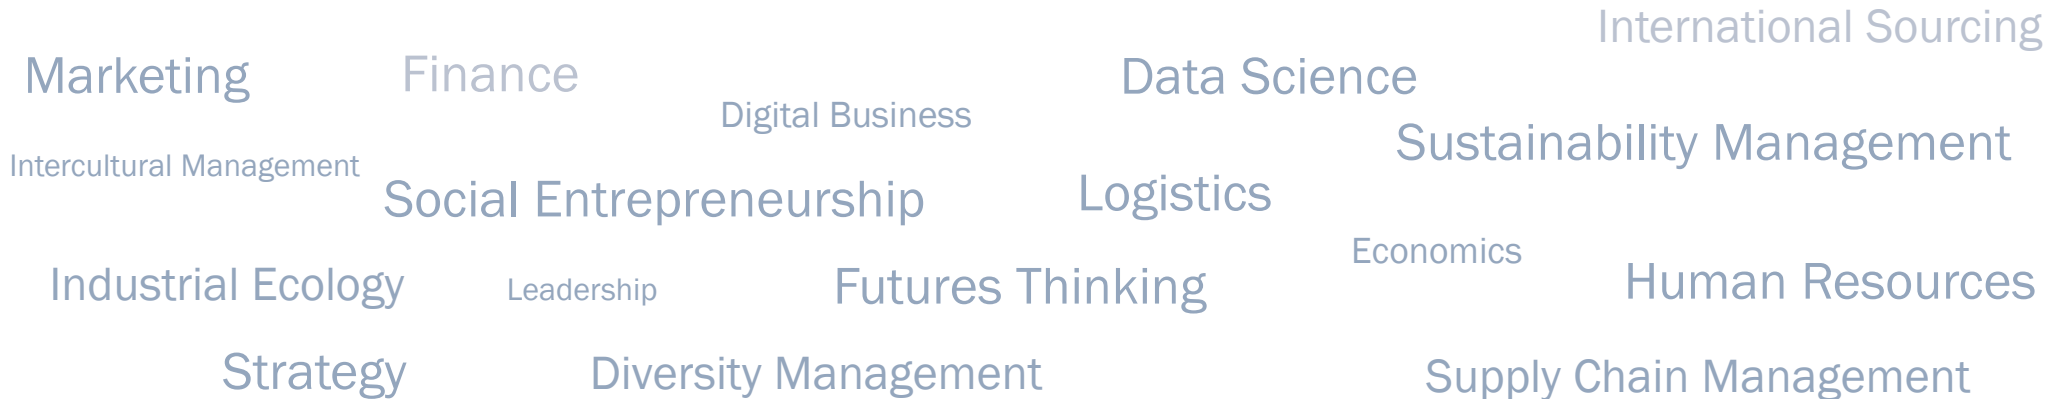 International Sourcing
Marketing
Finance
Data Science
Digital Business
Sustainability Management
Intercultural Management
Social Entrepreneurship
Logistics
Economics
Industrial Ecology
Leadership
Futures Thinking
Human Resources
Strategy
Diversity Management
Supply Chain Management